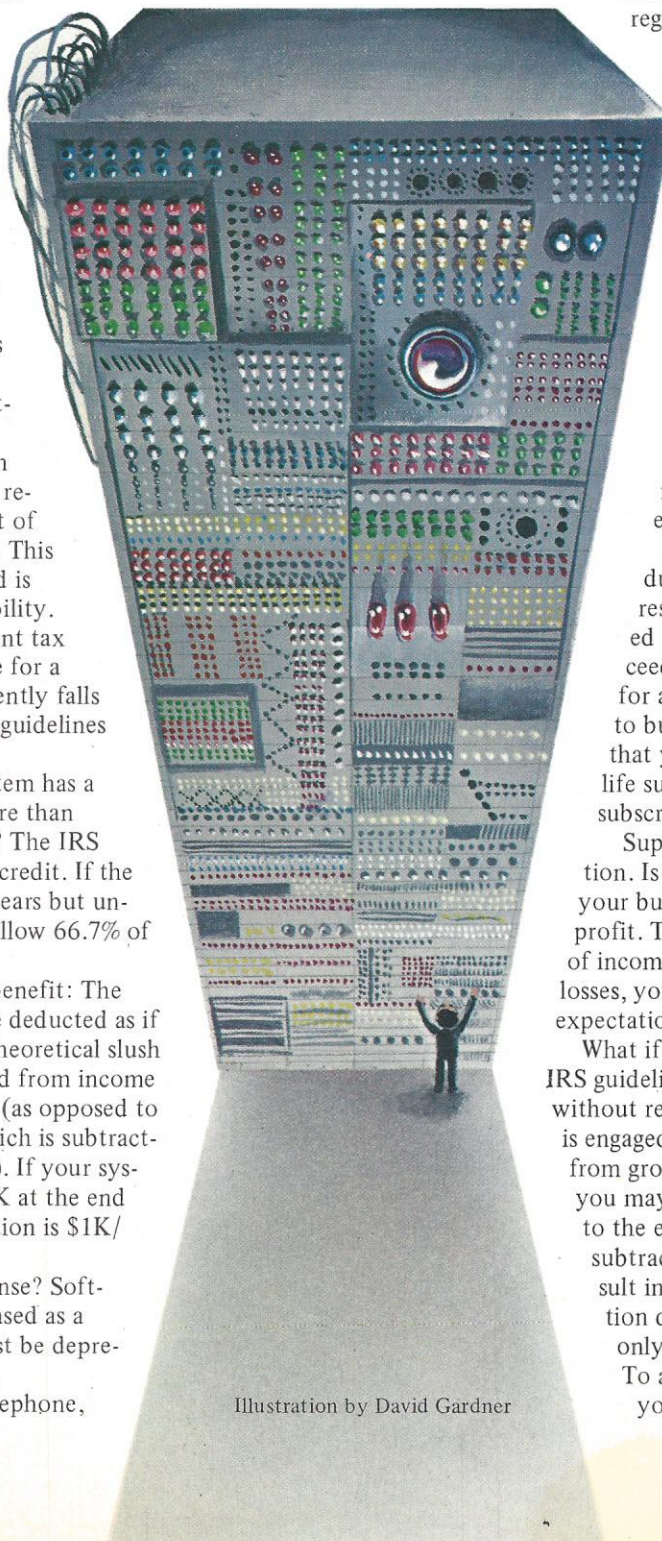 s
t-
n
re-
t of
This
d is
bility.
nt tax
e for a
ently falls
guidelines
tem has a
re than
? The IRS
credit. If the
ears but un-
llow 66.7% of
benefit: The
e deducted as if
heoretical slush
d from income
(as opposed to
hich is subtract-
). If your sys-
K at the end
tion is $1K/
nse? Soft-
sed as a
st be depre-
ephone,
Illustration by David Gardner
reg
e
du
res
ed
ceed
for a
to bu
that y
life su
subscr
Sup
tion. Is
your bu
profit. T
of incom
losses, yo
expectatio
What if
IRS guideli
without re
is engaged
from gro
you may
to the e
subtrac
sult in
tion c
only
To a
yo